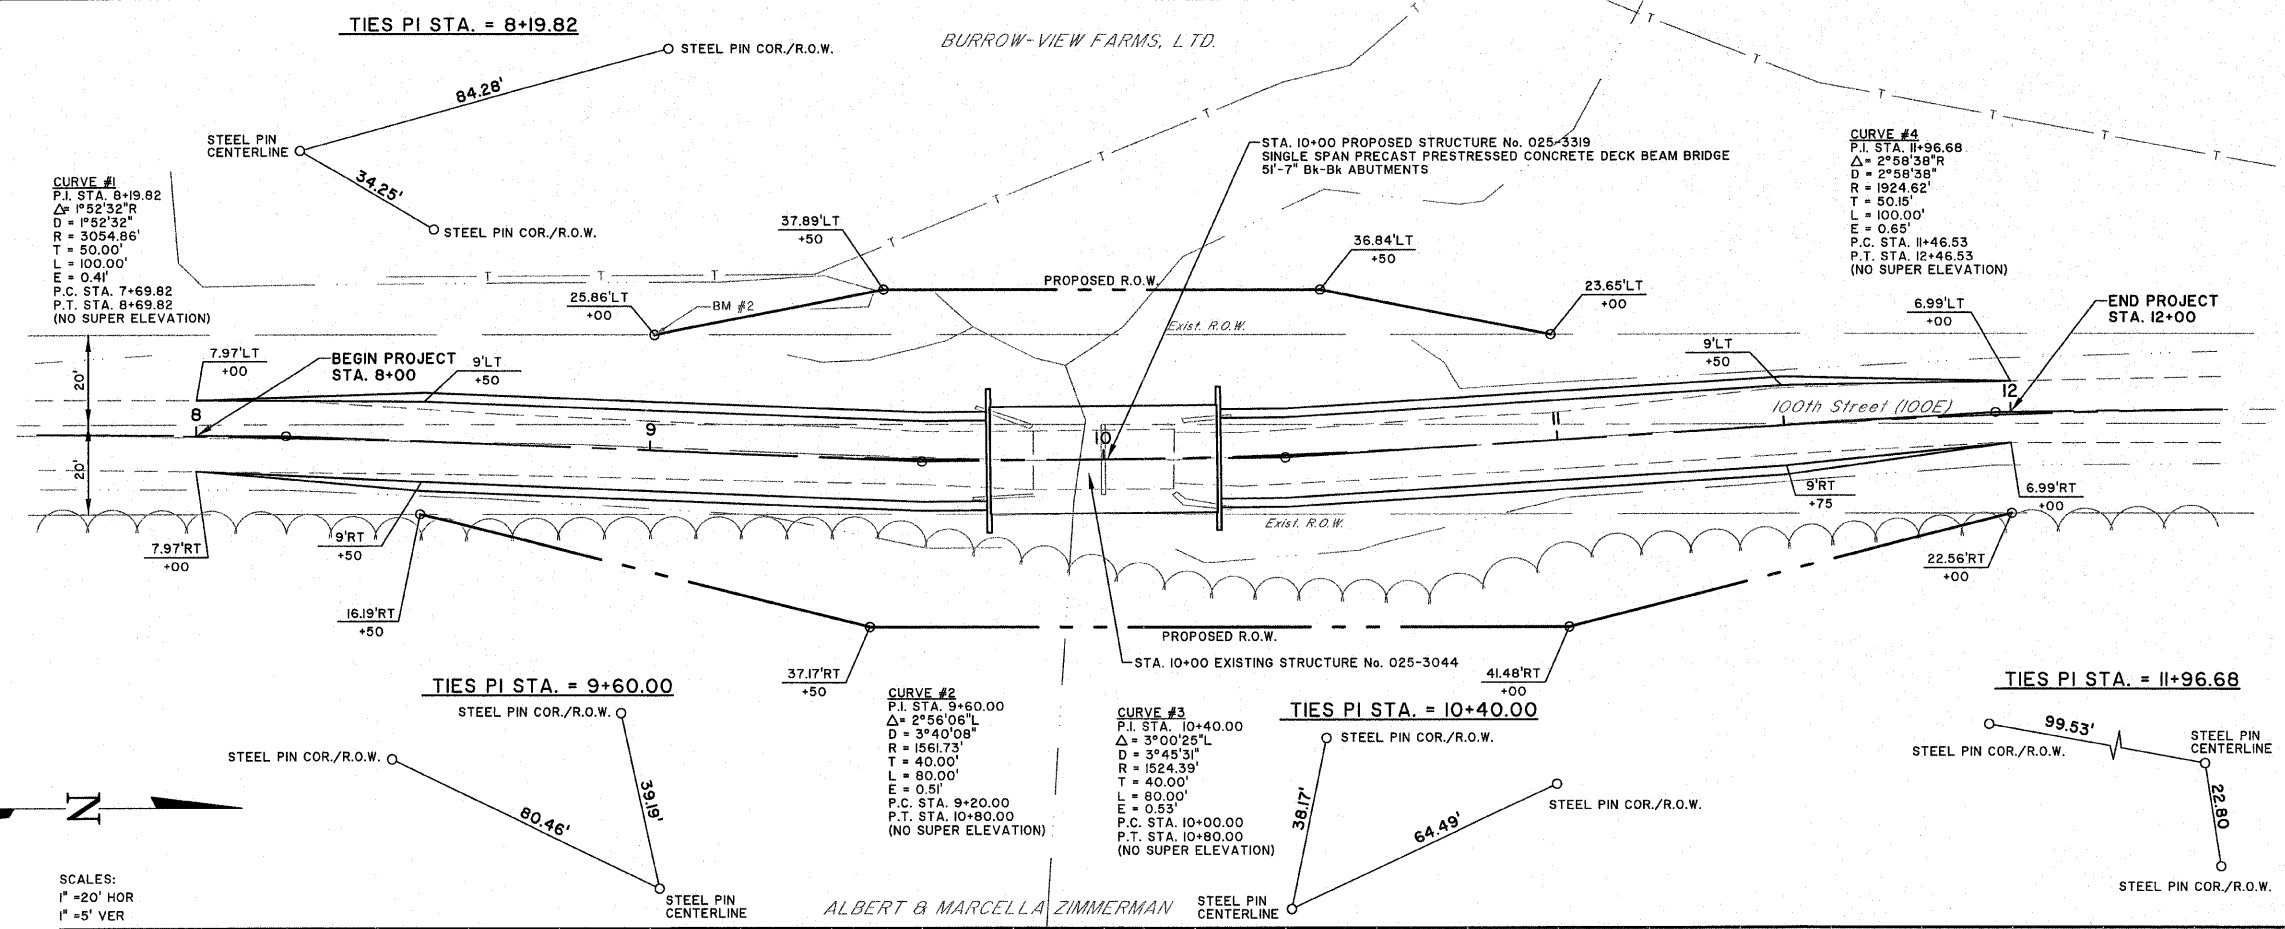 TIES PI STA. = 8+19.82
STEEL PIN COR./R.O.W.
84.28'
STEEL PIN
CENTERLINE
34.25'
STEEL PIN COR./R.O.W.
BURROW-VIEW FARMS, LTD.
T
T
T
T
T
T
T
T
T
T
T
T
T
CURVE #1
P.I. STA. 8+19.82
Δ= 1°52'32"R
D = 1°52'32"
R = 3054.86'
T = 50.00'
L = 100.00'
E = 0.41'
P.C. STA. 7+69.82
P.T. STA. 8+69.82
(NO SUPER ELEVATION)
STA. 10+00 PROPOSED STRUCTURE No. 025-3319
SINGLE SPAN PRECAST PRESTRESSED CONCRETE DECK BEAM BRIDGE
51'-7" Bk-Bk ABUTMENTS
CURVE #4
P.I. STA. 11+96.68
Δ= 2°58'38"R
D = 2°58'38"
R = 1924.62'
T = 50.15'
L = 100.00'
E = 0.65'
P.C. STA. 11+46.53
P.T. STA. 12+46.53
(NO SUPER ELEVATION)
37.89'LT
+50
36.84'LT
+50
PROPOSED R.O.W.
25.86'LT
+00
BM #2
23.65'LT
+00
6.99'LT
+00
END PROJECT
STA. 12+00
Exist. R.O.W.
20'
20'
7.97'LT
+00
BEGIN PROJECT
STA. 8+00
9'LT
+50
9'LT
+50
8
9
10
11
12
100th Street (100E)
7.97'RT
+00
9'RT
+50
9'RT
+75
6.99'RT
+00
Exist. R.O.W.
16.19'RT
+50
22.56'RT
+00
PROPOSED R.O.W.
37.17'RT
+50
STA. 10+00 EXISTING STRUCTURE No. 025-3044
41.48'RT
+00
TIES PI STA. = 9+60.00
STEEL PIN COR./R.O.W.
STEEL PIN COR./R.O.W.
39.19'
80.46'
STEEL PIN
CENTERLINE
CURVE #2
P.I. STA. 9+60.00
Δ= 2°56'06"L
D = 3°40'08"
R = 1561.73'
T = 40.00'
L = 80.00'
E = 0.51'
P.C. STA. 9+20.00
P.T. STA. 10+80.00
(NO SUPER ELEVATION)
CURVE #3
P.I. STA. 10+40.00
Δ = 3°00'25"L
D = 3°45'31"
R = 1524.39'
T = 40.00'
L = 80.00'
E = 0.53'
P.C. STA. 10+00.00
P.T. STA. 10+80.00
(NO SUPER ELEVATION)
TIES PI STA. = 10+40.00
STEEL PIN COR./R.O.W.
38.17'
STEEL PIN COR./R.O.W.
64.49'
STEEL PIN
CENTERLINE
TIES PI STA. = 11+96.68
99.53'
STEEL PIN COR./R.O.W.
STEEL PIN
CENTERLINE
22.80
STEEL PIN COR./R.O.W.
N
SCALES:
1" =20' HOR
1" =5' VER
ALBERT & MARCELLA ZIMMERMAN